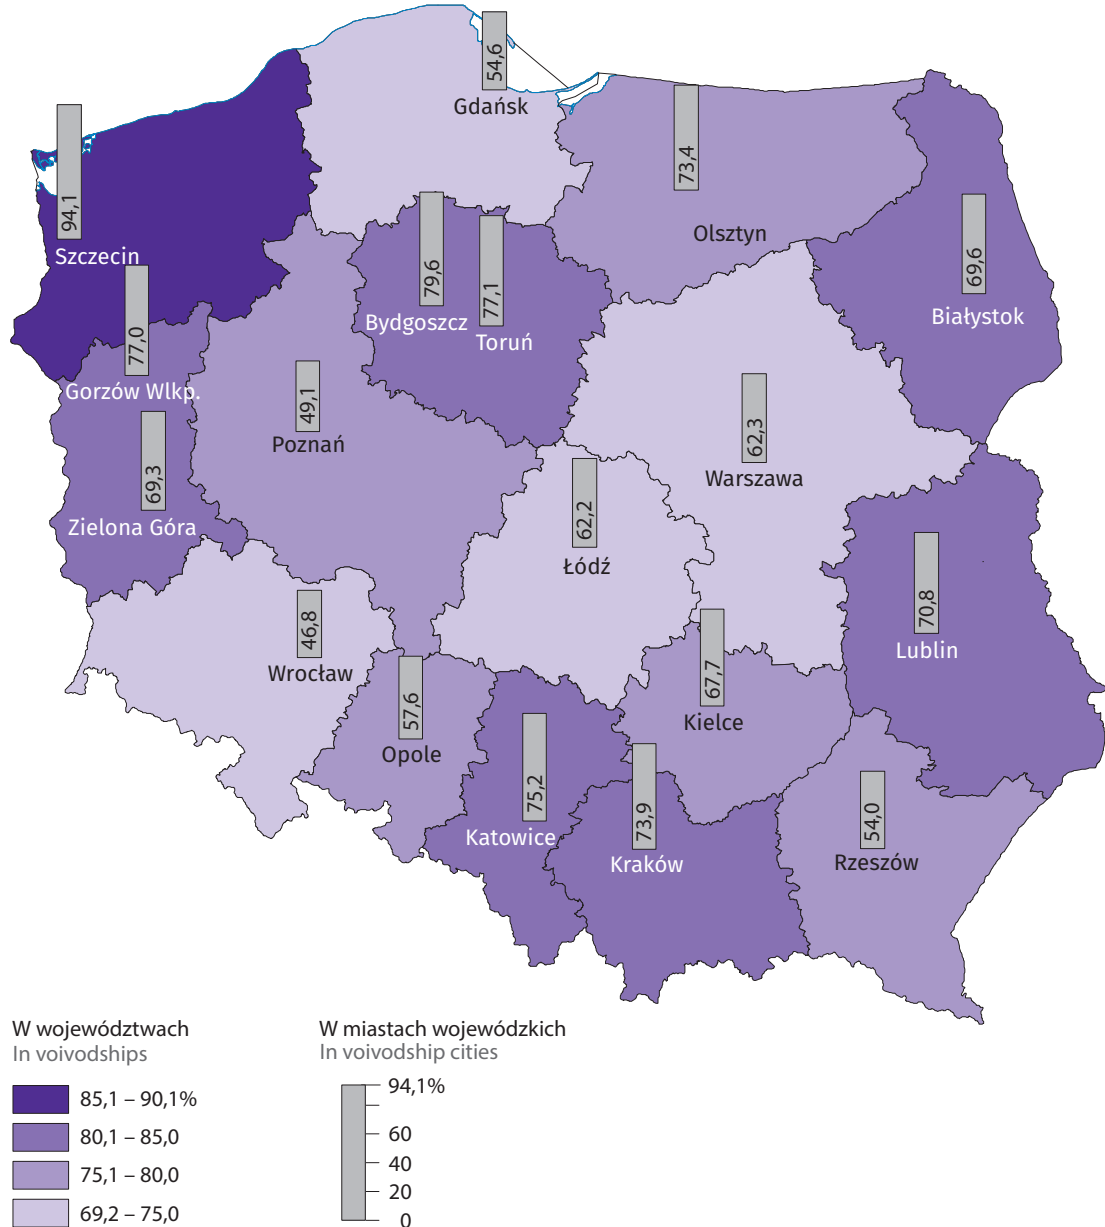 54,6
Gdańsk
94,1
Szczecin
73,4
Olsztyn
79,6
Bydgoszcz
77,1
Toruń
69,6
Białystok
77,0
Gorzów Wlkp.
49,1
Poznań
62,3
Warszawa
69,3
Zielona Góra
62,2
Łódź
70,8
Lublin
46,8
Wrocław
57,6
Opole
67,7
Kielce
75,2
Katowice
73,9
Kraków
54,0
Rzeszów
W województwach
In voivodships
85,1 – 90,1%
80,1 – 85,0
75,1 – 80,0
69,2 – 75,0
W miastach wojewódzkich
In voivodship cities
94,1%
60
40
20
0